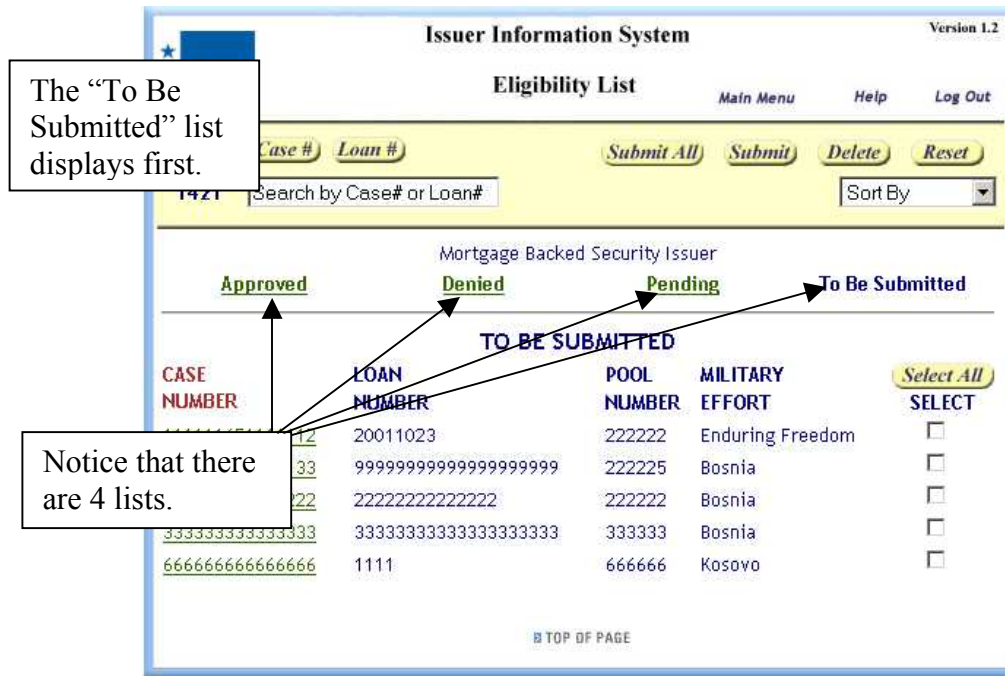 Issuer Information System
Version 1.2
Eligibility List
Main Menu Help Log Out
The “To Be
Submitted” list
displays first.
Case # Loan # Submit All Submit Delete Reset
1421 Search by Case# or Loan# Sort By
Mortgage Backed Security Issuer
Approved Denied Pending To Be Submitted
TO BE SUBMITTED
CASE LOAN POOL MILITARY Select All
NUMBER NUMBER NUMBER EFFORT SELECT
20011023 222222 Enduring Freedom
33 99999999999999999999 222225 Bosnia
222 22222222222222 222222 Bosnia
333333333333333 33333333333333333333 333333 Bosnia
666666666666666 1111 666666 Kosovo
Notice that there
are 4 lists.
TOP OF PAGE